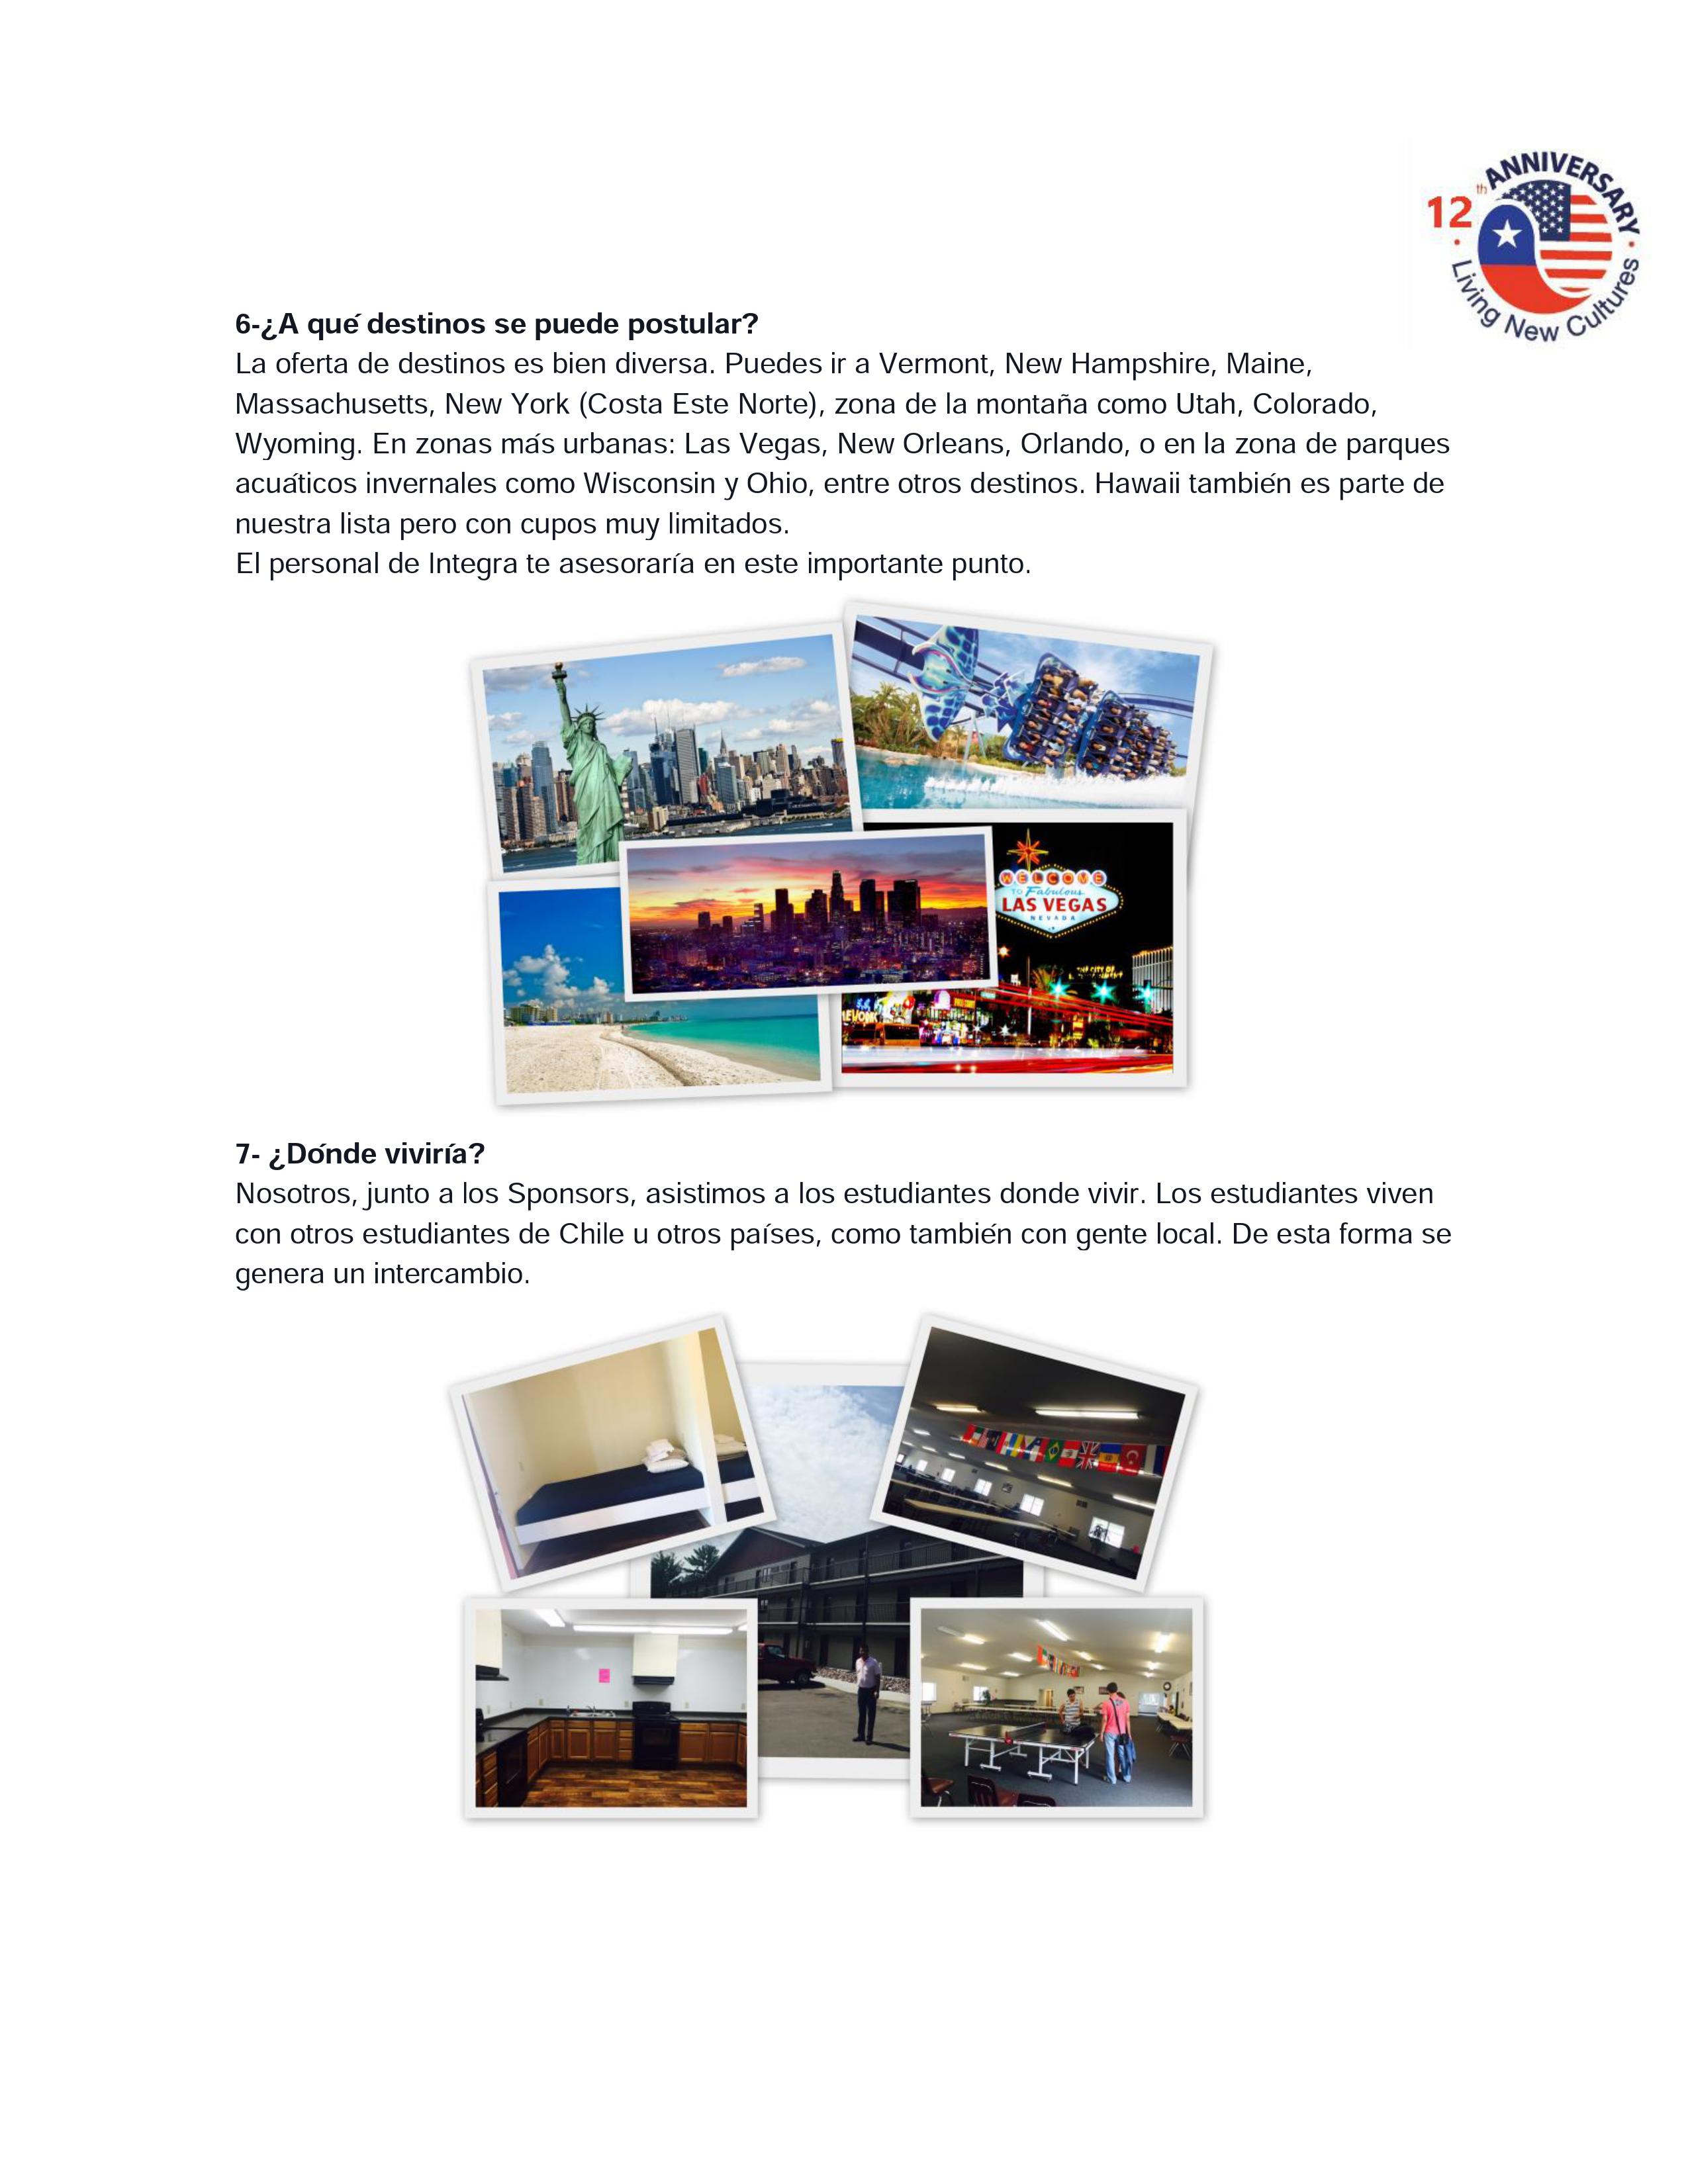 12 th ANNIVERSARY
Living New Cultures
6-¿A qué destinos se puede postular?
La oferta de destinos es bien diversa. Puedes ir a Vermont, New Hampshire, Maine,
Massachusetts, New York (Costa Este Norte), zona de la montaña como Utah, Colorado,
Wyoming. En zonas más urbanas: Las Vegas, New Orleans, Orlando, o en la zona de parques
acuáticos invernales como Wisconsin y Ohio, entre otros destinos. Hawaii también es parte de
nuestra lista pero con cupos muy limitados.
El personal de Integra te asesoraría en este importante punto.
WELCOME
TO Fabulous
LAS VEGAS
NEVADA
THE CITY OF
7- ¿Dónde viviría?
Nosotros, junto a los Sponsors, asistimos a los estudiantes donde vivir. Los estudiantes viven
con otros estudiantes de Chile u otros países, como también con gente local. De esta forma se
genera un intercambio.